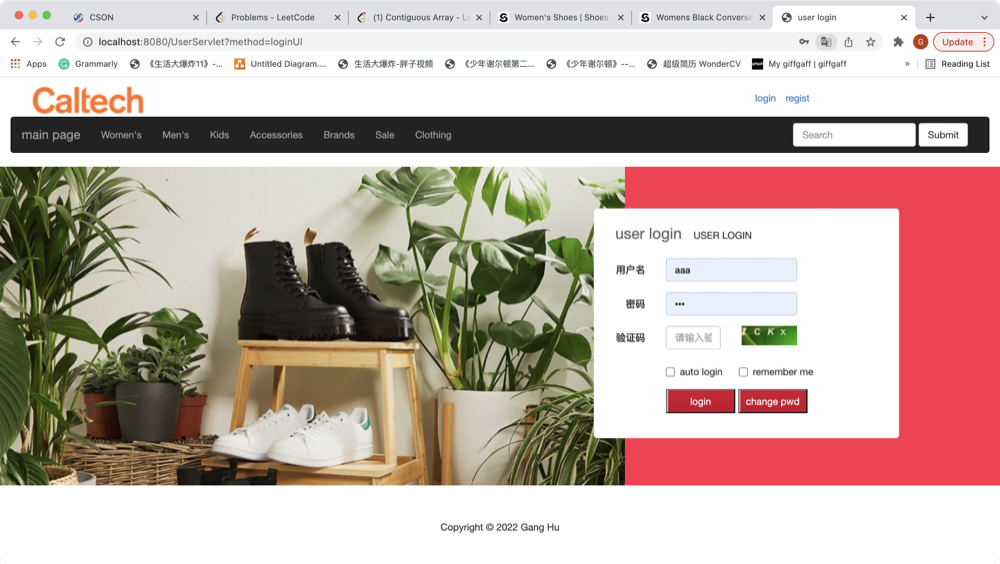 CSON
Problems - LeetCode
(1) Contiguous Array - Le
Women's Shoes | Shoes
Womens Black Converse
user login
localhost:8080/UserServlet?method=loginUI
G
Update
Apps
Grammarly
《生活大爆炸11》-...
Untitled Diagram....
生活大爆炸-胖子视频
《少年谢尔顿第二...
《少年谢尔顿》--...
超级简历 WonderCV
My giffgaff | giffgaff
»
Reading List
Caltech
login regist
main page Women's Men's Kids Accessories Brands Sale Clothing Search Submit
user login USER LOGIN
用户名 aaa
密码 •••
验证码 请输入验 I C K X
auto login remember me
login change pwd
Copyright © 2022 Gang Hu